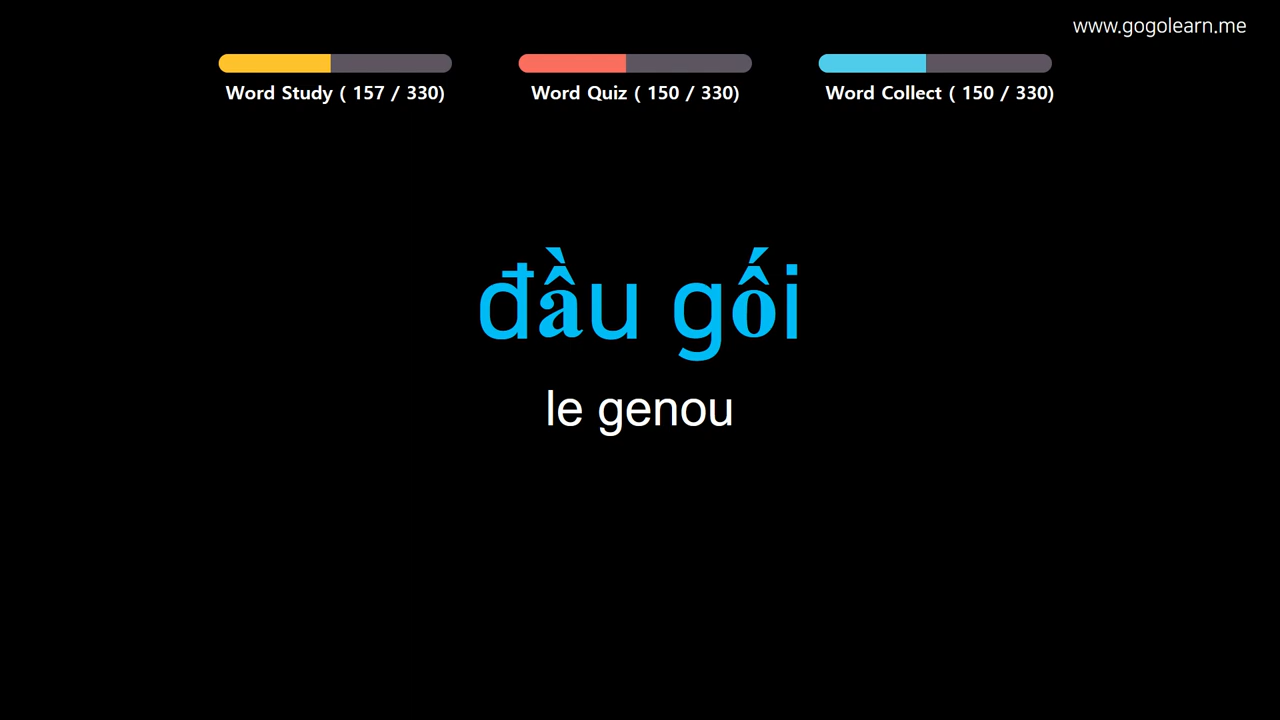 www.gogolearn.me
Word Study ( 157 / 330)
Word Quiz ( 150 / 330)
Word Collect ( 150 / 330)
đầu gối
le genou